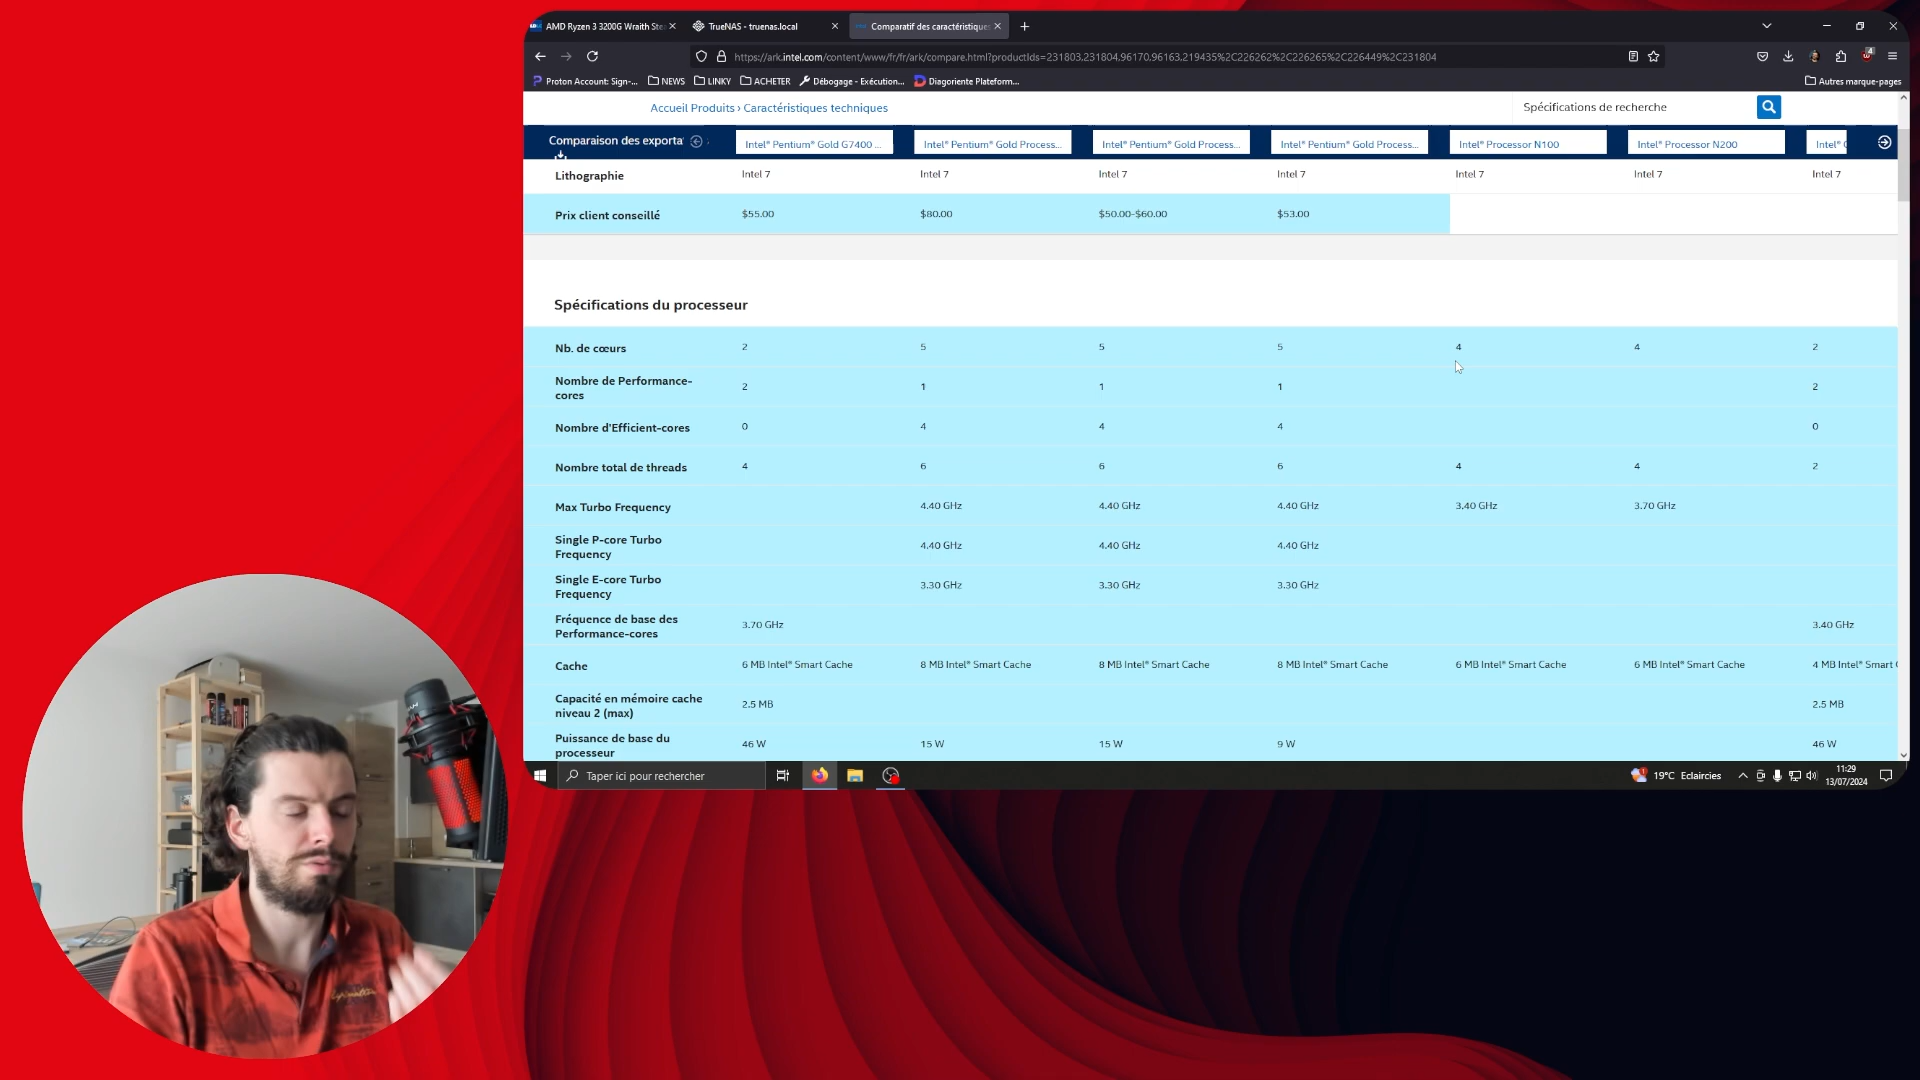 AMD Ryzen 3 3200G Wraith Ste
TrueNAS - truenas.local
Comparatif des caractéristiques
https://ark.intel.com/content/www/fr/fr/ark/compare.html?productIds=231803,231804,96170,96163,219435%2C226262%2C226265%2C226449%2C231804
4
Proton Account: Sign-...
NEWS
LINKY
ACHETER
Débogage - Exécution...
Diagoriente Plateform...
Autres marque-pages
Accueil Produits › Caractéristiques techniques
Spécifications de recherche
Comparaison des exporta
Intel® Pentium® Gold G7400 ...
Intel® Pentium® Gold Process...
Intel® Pentium® Gold Process...
Intel® Pentium® Gold Process...
Intel® Processor N100
Intel® Processor N200
Intel® C
Lithographie Intel 7 Intel 7 Intel 7 Intel 7 Intel 7 Intel 7 Intel 7
Prix client conseillé $55.00 $80.00 $50.00-$60.00 $53.00
Spécifications du processeur
Nb. de cœurs 2 5 5 5 4 4 2
Nombre de Performance-
cores 2 1 1 1 2
Nombre d'Efficient-cores 0 4 4 4 0
Nombre total de threads 4 6 6 6 4 4 2
Max Turbo Frequency 4.40 GHz 4.40 GHz 4.40 GHz 3.40 GHz 3.70 GHz
Single P-core Turbo
Frequency 4.40 GHz 4.40 GHz 4.40 GHz
Single E-core Turbo
Frequency 3.30 GHz 3.30 GHz 3.30 GHz
Fréquence de base des
Performance-cores 3.70 GHz 3.40 GHz
Cache 6 MB Intel® Smart Cache 8 MB Intel® Smart Cache 8 MB Intel® Smart Cache 8 MB Intel® Smart Cache 6 MB Intel® Smart Cache 6 MB Intel® Smart Cache 4 MB Intel® Smart C
Capacité en mémoire cache
niveau 2 (max) 2.5 MB 2.5 MB
Puissance de base du
processeur 46 W 15 W 15 W 9 W 46 W
Taper ici pour rechercher
19°C Eclaircies
11:29
13/07/2024